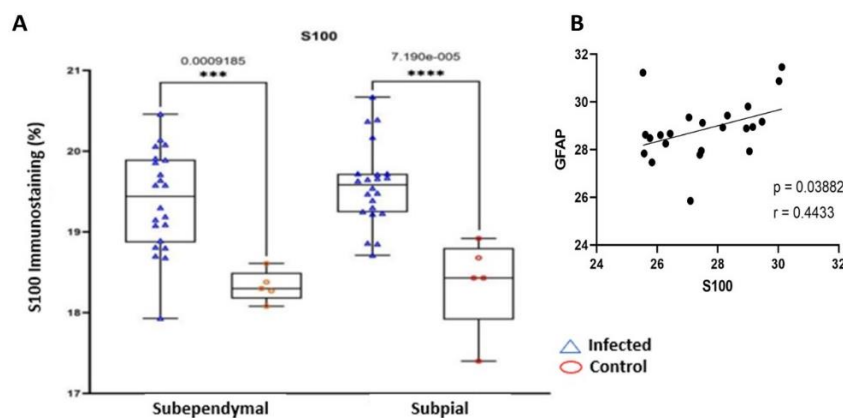 A
S100
0.0009185
***
7.190e-005
****
21
20
19
18
17
S100 Immunostaining (%)
Subependymal
Subpial
Infected
Control
B
32
30
28
26
24
GFAP
p = 0.03882
r = 0.4433
24
26
28
30
32
S100